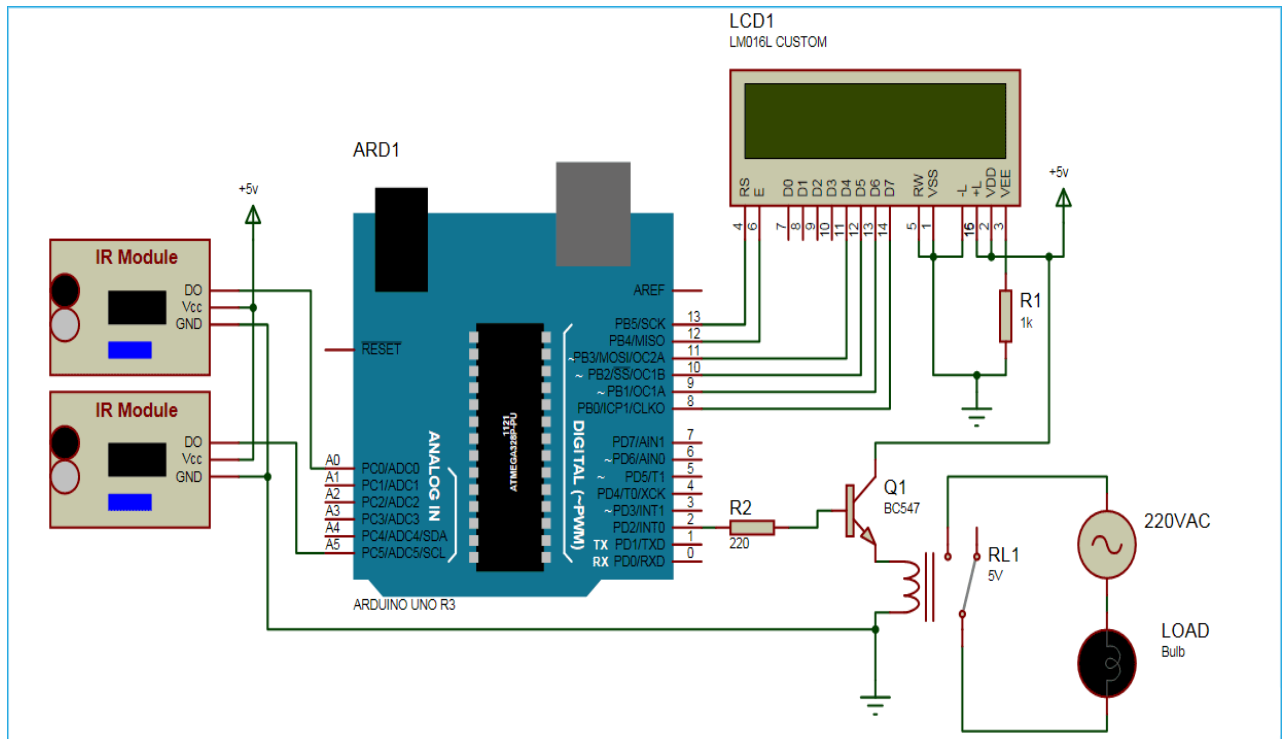 LCD1
LM016L CUSTOM
RS
E
D0
D1
D2
D3
D4
D5
D6
D7
RW
VSS
-L
+L
VDD
VEE
4
6
7
8
9
10
11
12
13
14
5
1
16
2
3
+5v
+5v
R1
1k
IR Module
DO
Vcc
GND
IR Module
DO
Vcc
GND
ARD1
RESET
AREF
PB5/SCK 13
PB4/MISO 12
~PB3/MOSI/OC2A 11
~ PB2/SS/OC1B 10
~ PB1/OC1A 9
PB0/ICP1/CLKO 8
PD7/AIN1 7
~PD6/AIN0 6
~ PD5/T1 5
PD4/T0/XCK 4
~PD3/INT1 3
PD2/INT0 2
TX PD1/TXD 1
RX PD0/RXD 0
A0 PC0/ADC0
A1 PC1/ADC1
A2 PC2/ADC2
A3 PC3/ADC3
A4 PC4/ADC4/SDA
A5 PC5/ADC5/SCL
ANALOG IN
1121
ATMEGA328P-PU
DIGITAL (~PWM)
ARDUINO UNO R3
R2
220
Q1
BC547
RL1
5V
220VAC
LOAD
Bulb